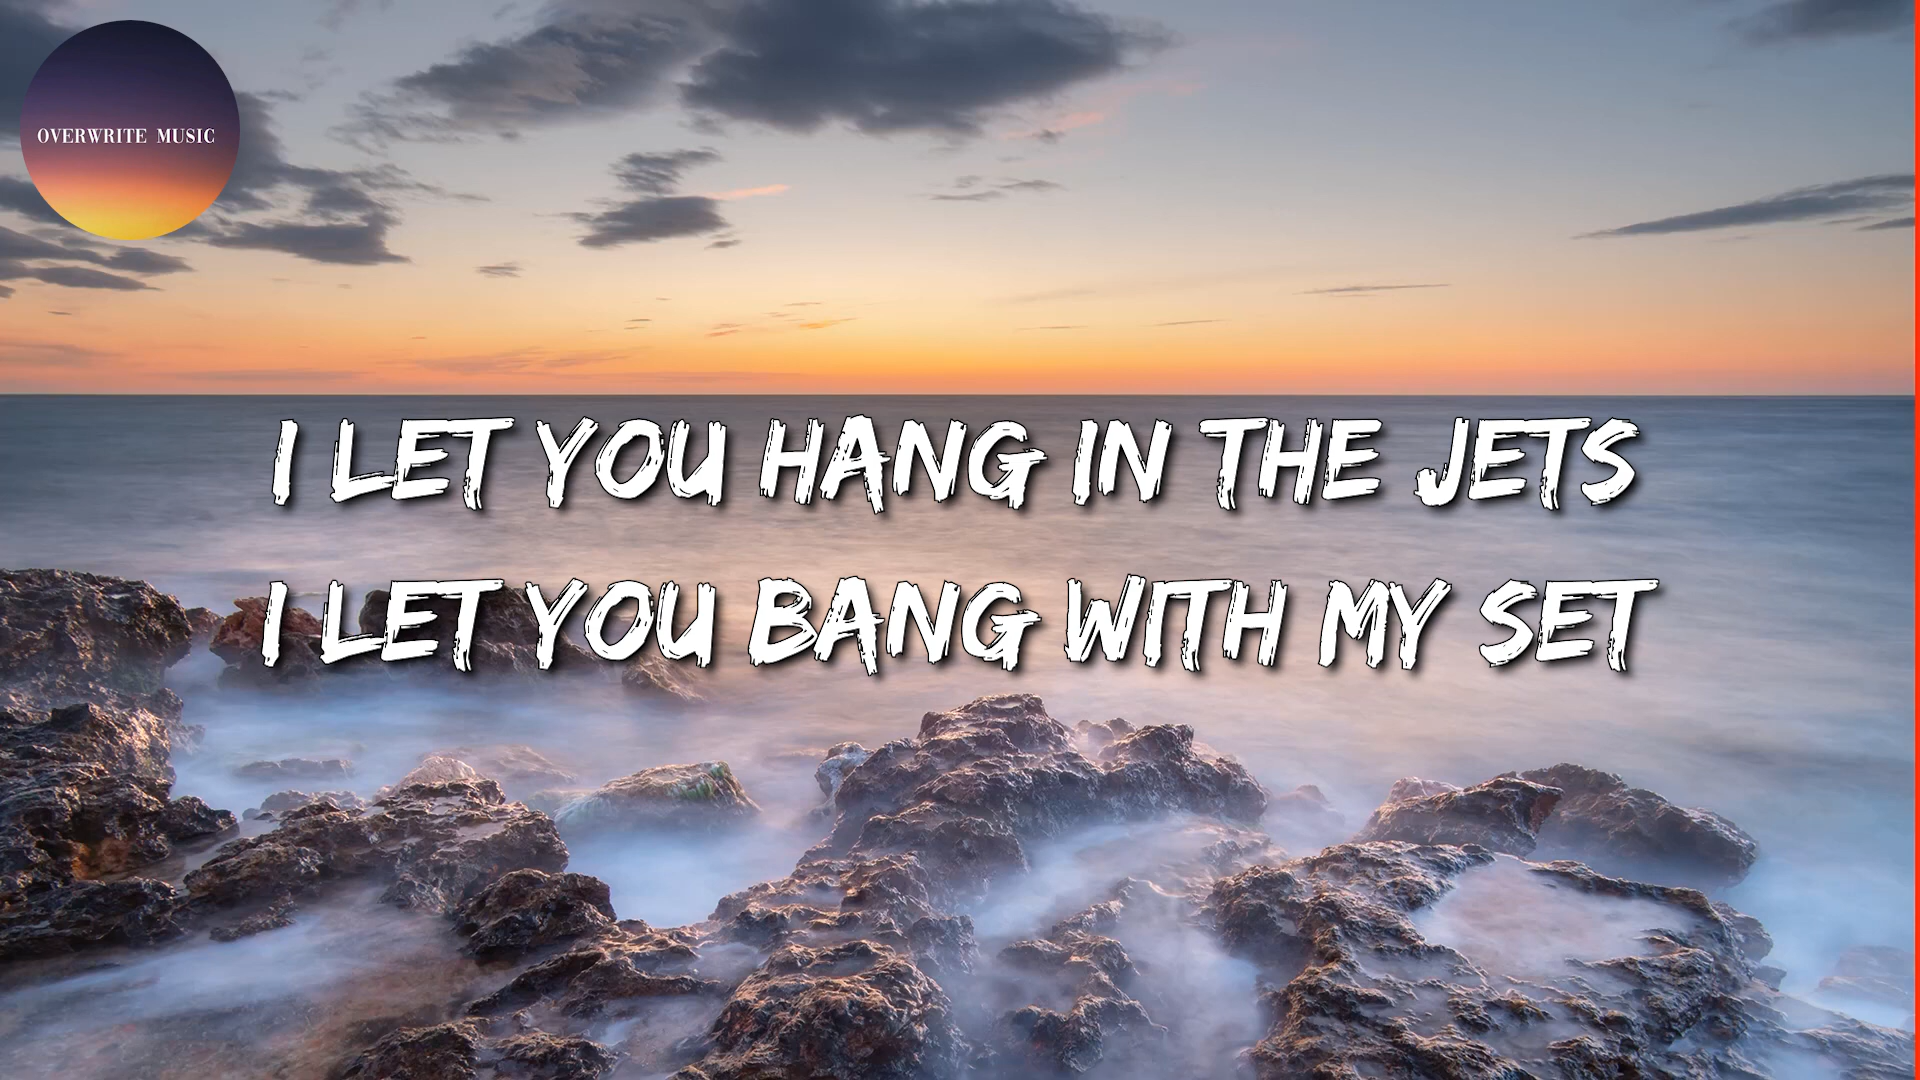 OVERWRITE MUSIC
I LET YOU HANG IN THE JETS
I LET YOU BANG WITH MY SET